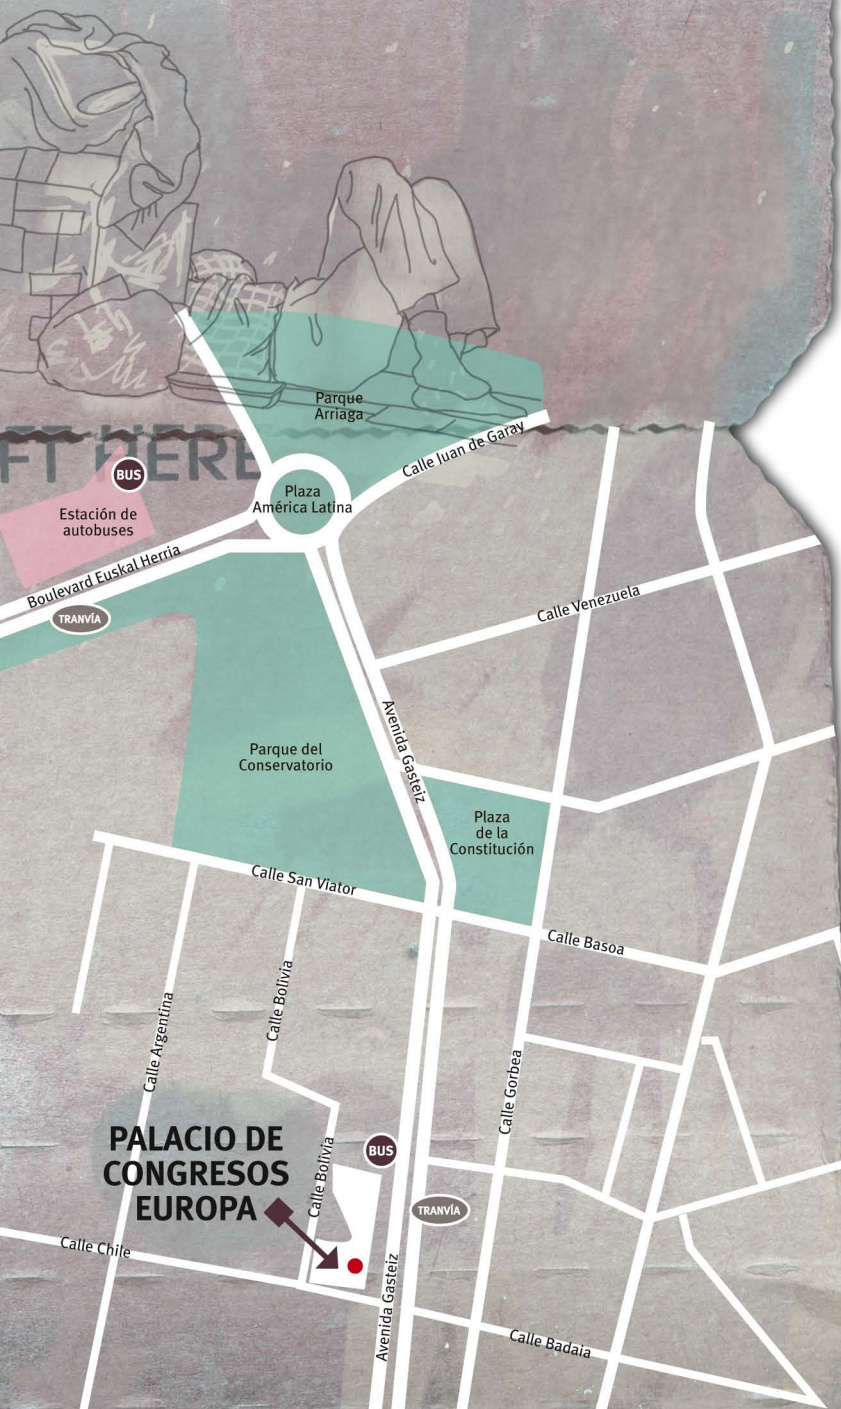 Parque
Arriaga
FT HERE
Calle Juan de Garay
BUS
Plaza
América Latina
Estación de
autobuses
Boulevard Euskal Herria
TRANVÍA
Calle Venezuela
Avenida Gasteiz
Parque del
Conservatorio
Plaza
de la
Constitución
Calle San Viator
Calle Basoa
Calle Bolivia
Calle Argentina
Calle Gorbea
PALACIO DE
CONGRESOS
EUROPA
BUS
Calle Bolivia
TRANVÍA
Calle Chile
Avenida Gasteiz
Calle Badaia